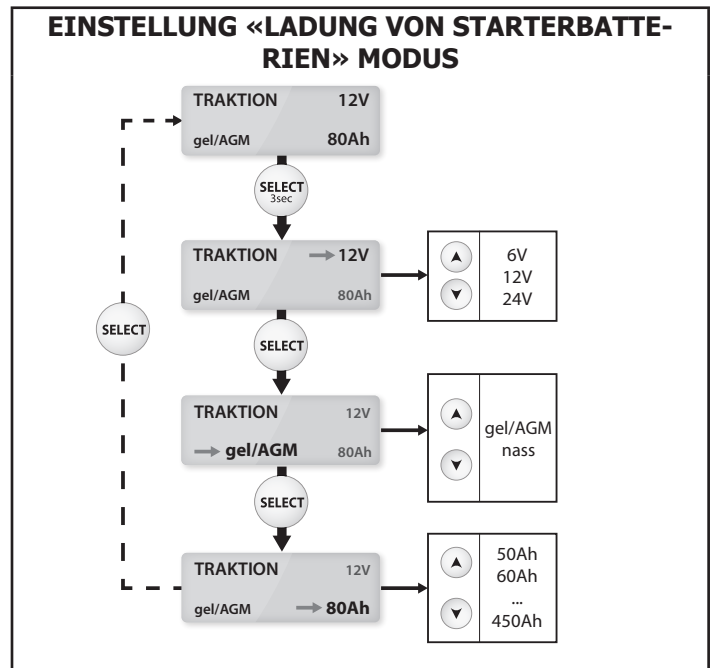 EINSTELLUNG «LADUNG VON STARTERBATTE-
RIEN» MODUS
TRAKTION 12V
gel/AGM 80Ah
SELECT
3sec
TRAKTION 12V
gel/AGM 80Ah
6V
12V
24V
SELECT
SELECT
TRAKTION 12V
gel/AGM 80Ah
gel/AGM
nass
SELECT
TRAKTION 12V
gel/AGM 80Ah
50Ah
60Ah
...
450Ah